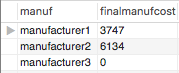 manuf finalmanufcost
manufacturer1 3747
manufacturer2 6134
manufacturer3 0